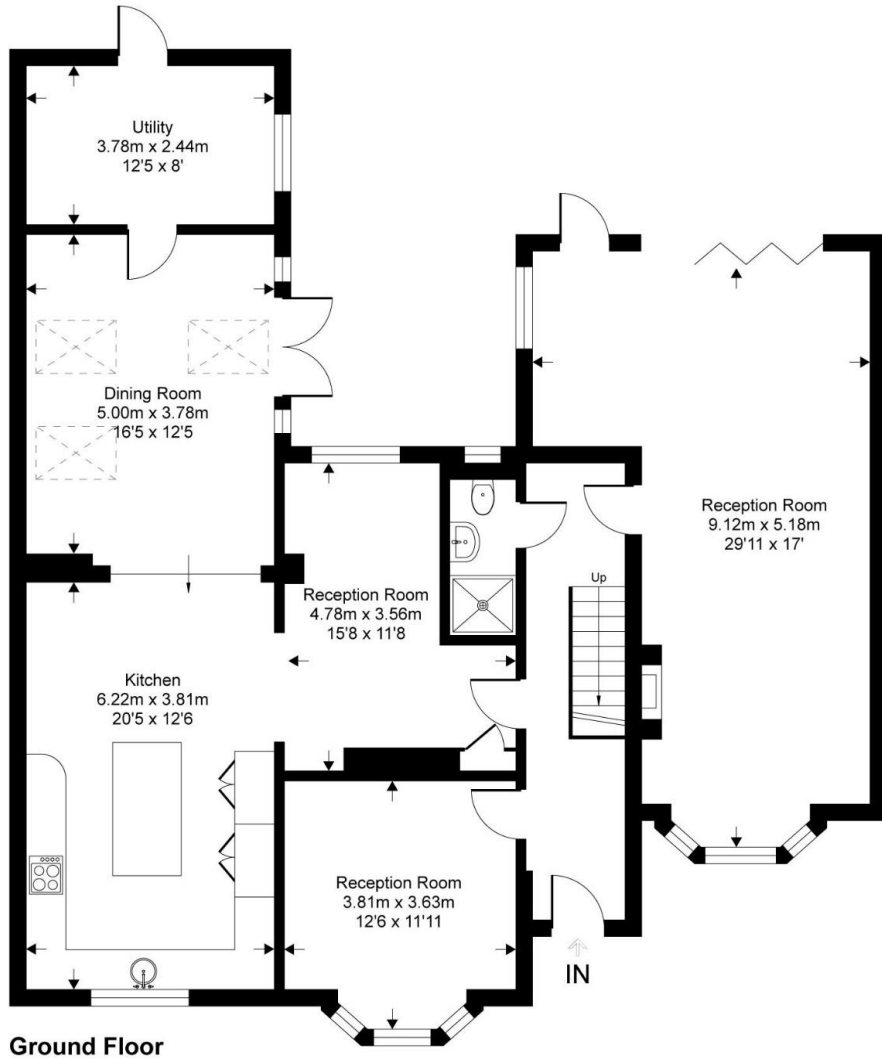 Utility
3.78m x 2.44m
12'5 x 8'
Dining Room
5.00m x 3.78m
16'5 x 12'5
Reception Room
9.12m x 5.18m
29'11 x 17'
Up
Reception Room
4.78m x 3.56m
15'8 x 11'8
Kitchen
6.22m x 3.81m
20'5 x 12'6
Reception Room
3.81m x 3.63m
12'6 x 11'11
IN
Ground Floor